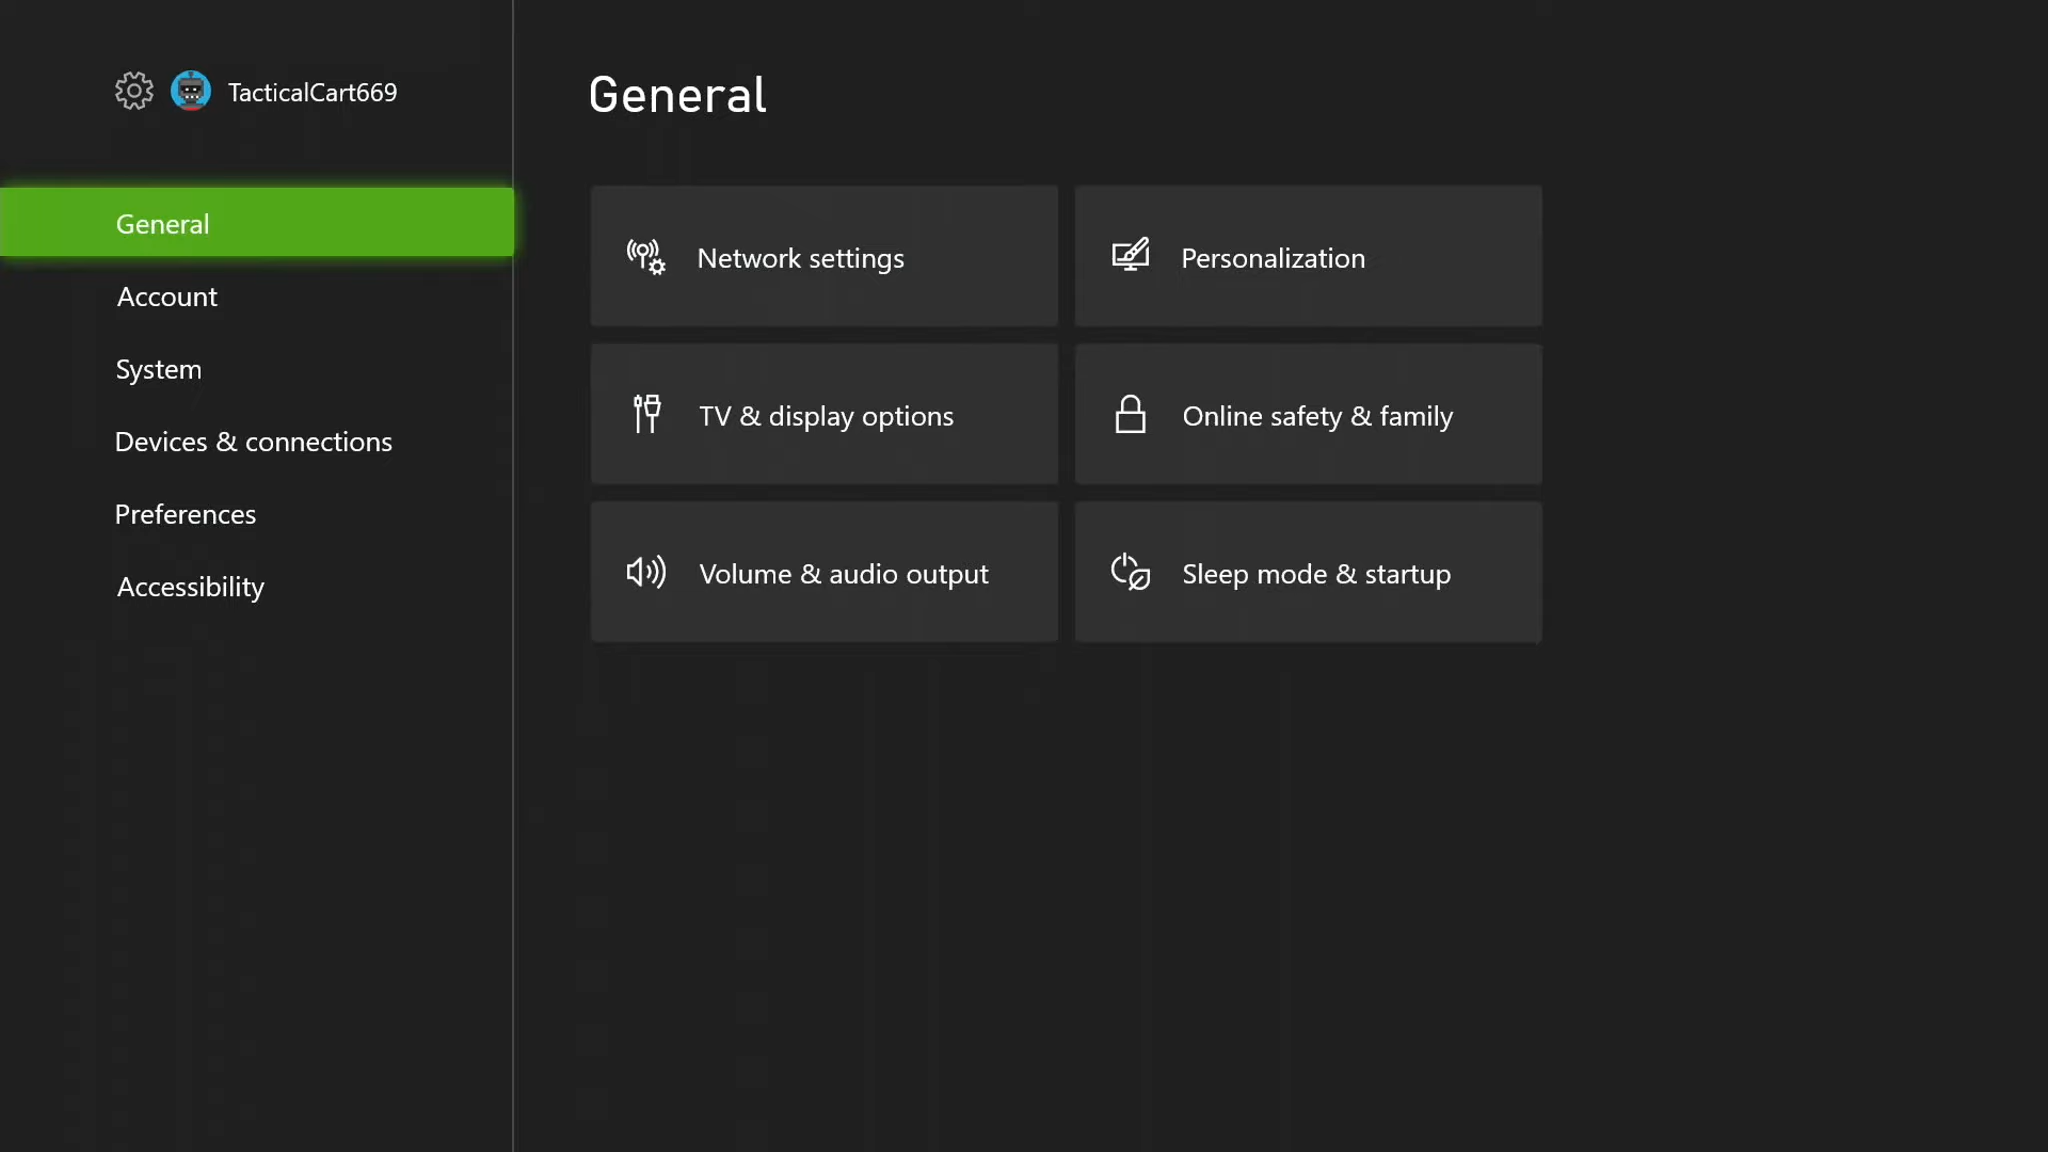 TacticalCart669
General
Account
System
Devices & connections
Preferences
Accessibility
General
Network settings
Personalization
TV & display options
Online safety & family
Volume & audio output
Sleep mode & startup